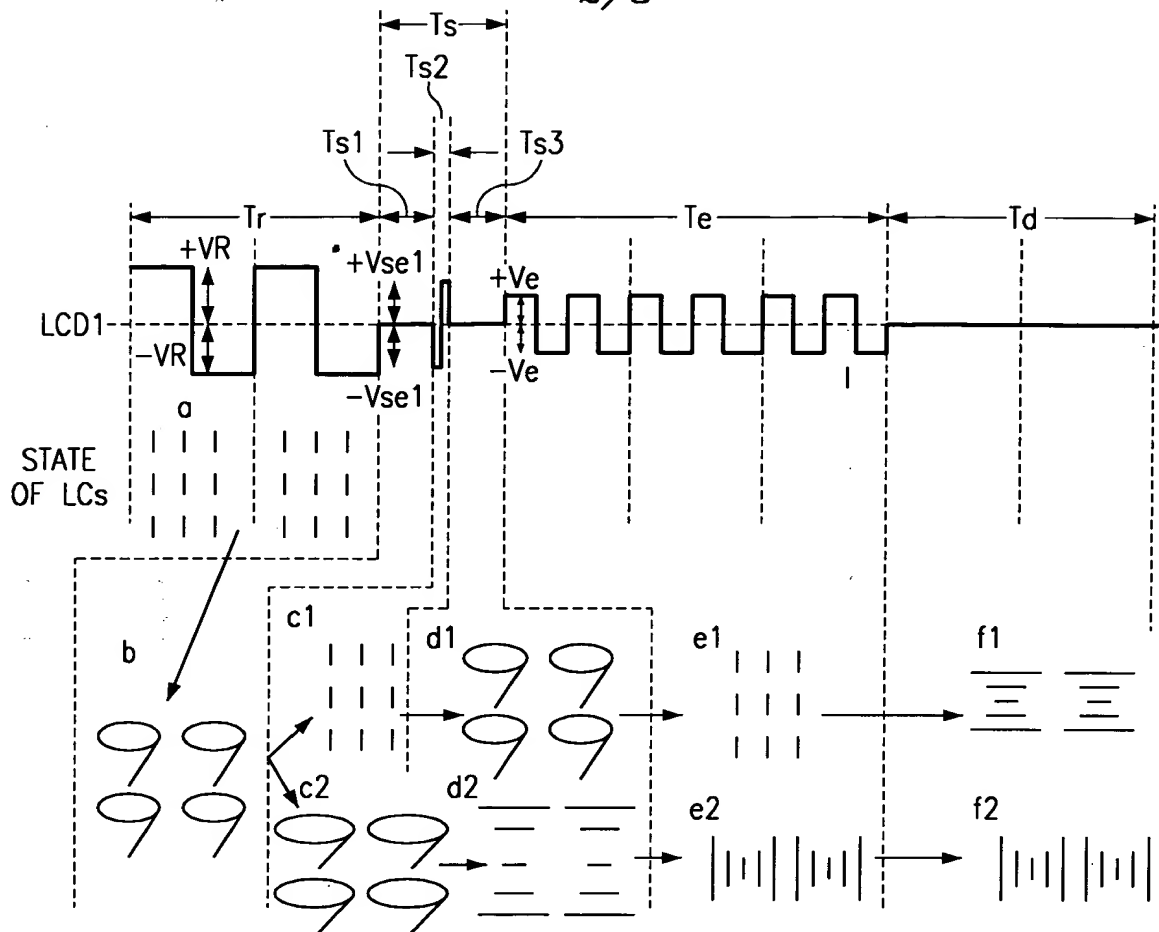 Ts
Ts2
Ts1
Ts3
Tr
Te
Td
+VR
+Vse1
+Ve
LCD1
-VR
-Vse1
-Ve
a
STATE
OF LCs
b
c1
d1
e1
f1
c2
d2
e2
f2